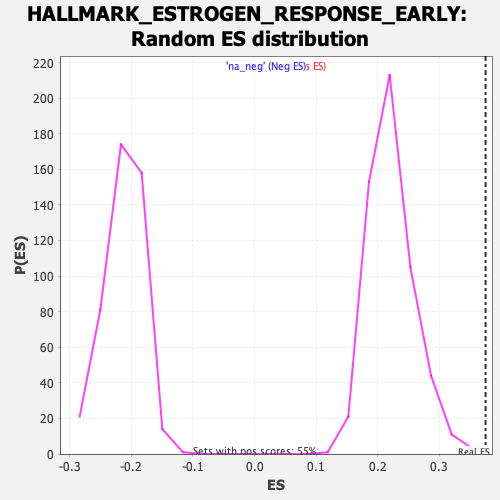 HALLMARK_ESTROGEN_RESPONSE_EARLY:
Random ES distribution
'na_neg' (Neg ES)s ES)
220
200
180
160
140
120
100
80
60
40
20
0
P(ES)
Sets with pos scores: 55%
Real ES
-0.3 -0.2 -0.1 0.0 0.1 0.2 0.3
ES